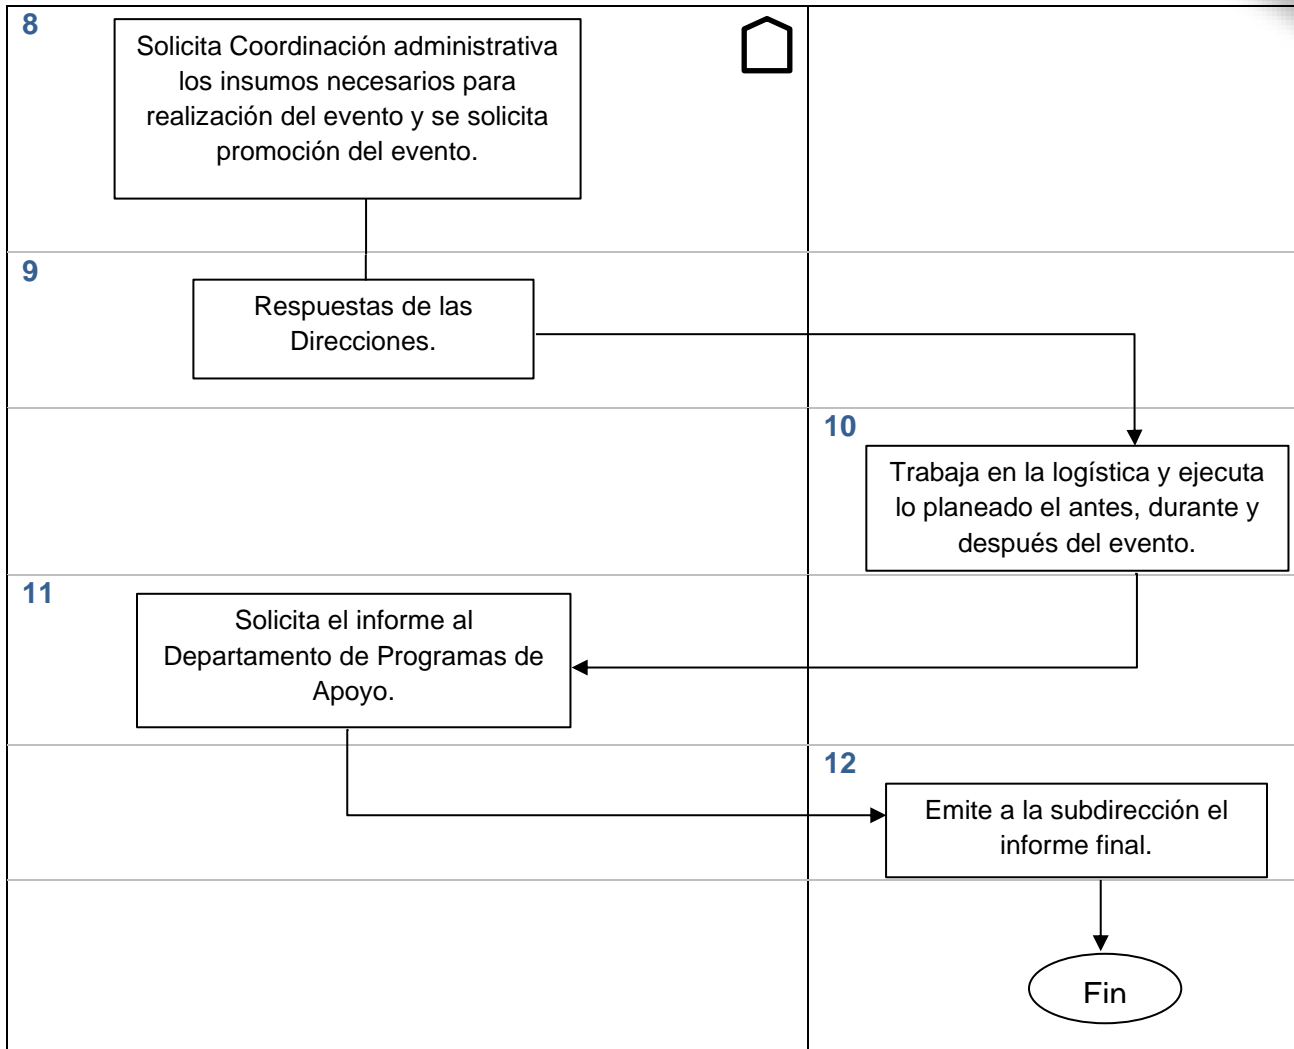 8
Solicita Coordinación administrativa
los insumos necesarios para
realización del evento y se solicita
promoción del evento.
9
Respuestas de las
Direcciones.
10
Trabaja en la logística y ejecuta
lo planeado el antes, durante y
después del evento.
11
Solicita el informe al
Departamento de Programas de
Apoyo.
12
Emite a la subdirección el
informe final.
Fin